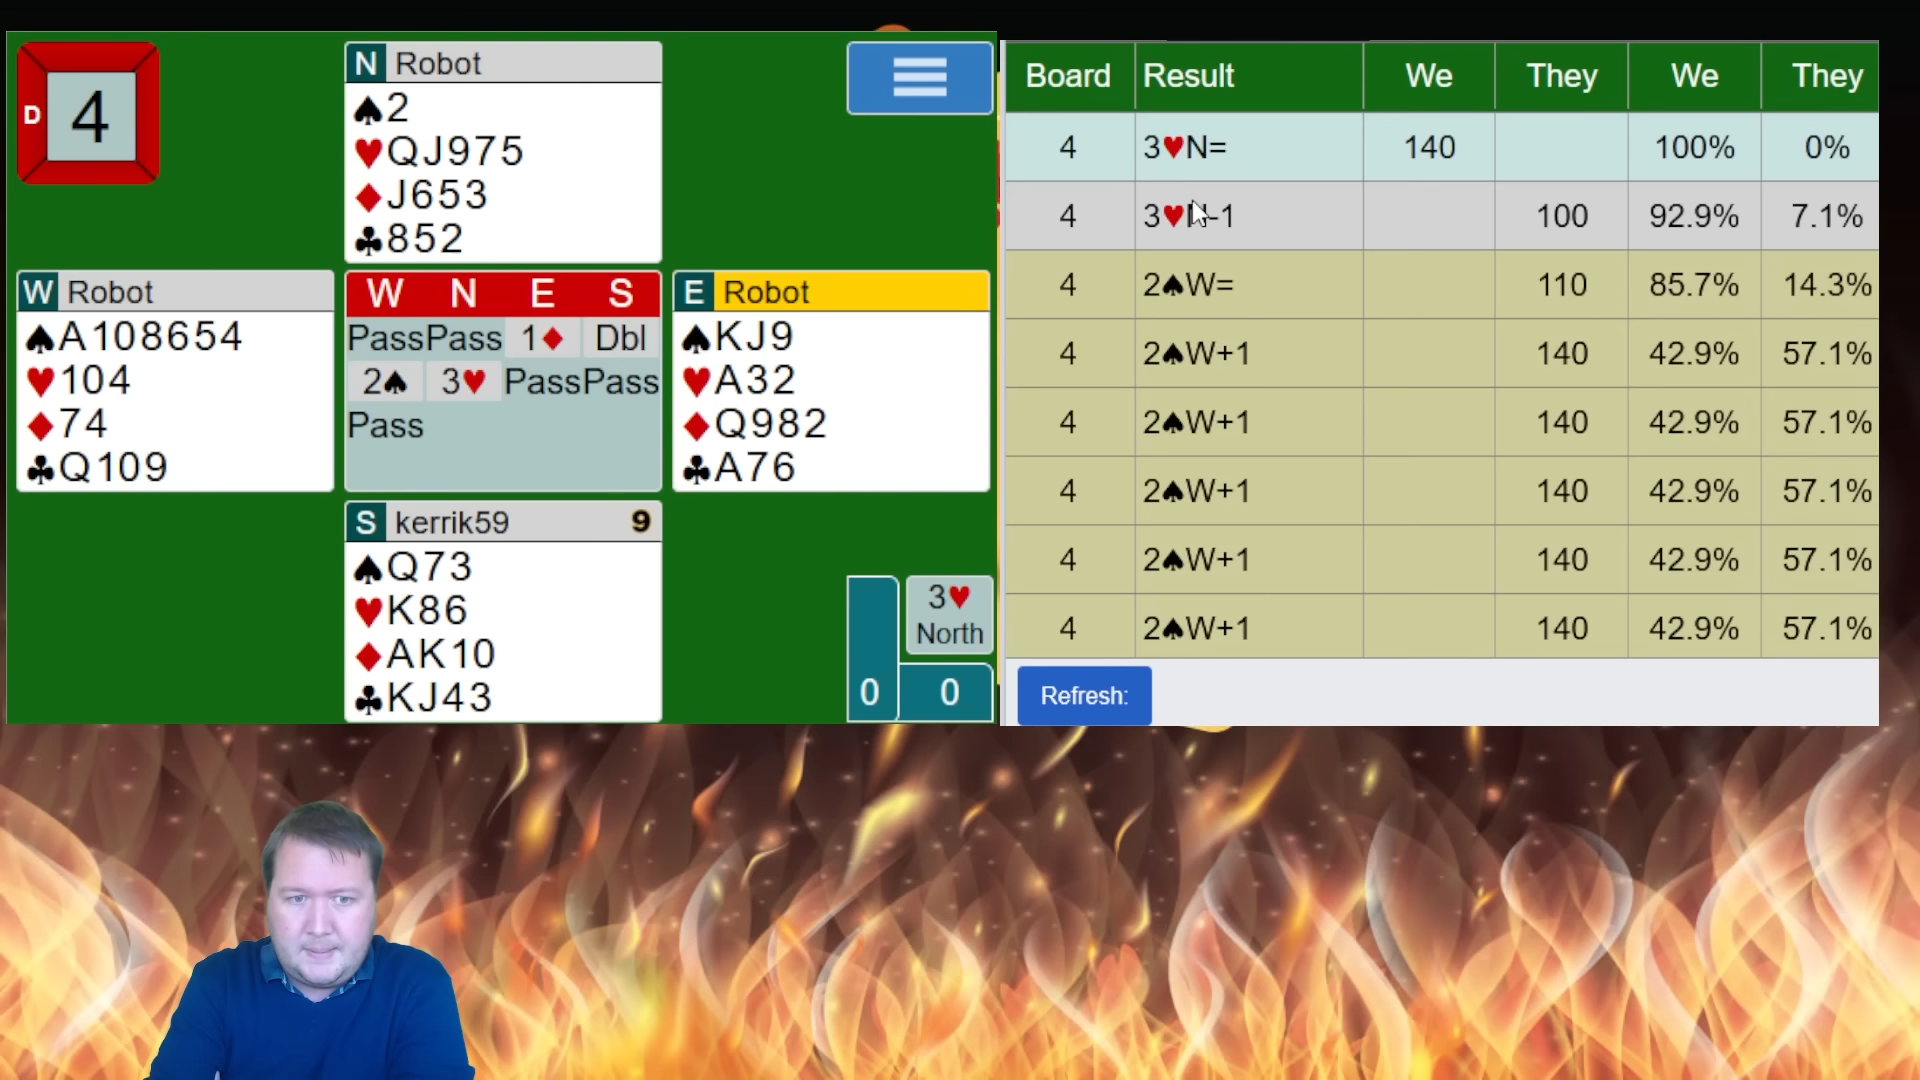 D 4
N Robot
♠2
♥QJ975
♦J653
♣852
W Robot
♠A108654
♥104
♦74
♣Q109
W N E S
Pass Pass 1♦ Dbl
2♠ 3♥ Pass Pass
Pass
E Robot
♠KJ9
♥A32
♦Q982
♣A76
S kerrik59 9
♠Q73
♥K86
♦AK10
♣KJ43
3♥
North
0 0
Board Result We They We They
4 3♥N= 140 100% 0%
4 3♥N-1 100 92.9% 7.1%
4 2♠W= 110 85.7% 14.3%
4 2♠W+1 140 42.9% 57.1%
4 2♠W+1 140 42.9% 57.1%
4 2♠W+1 140 42.9% 57.1%
4 2♠W+1 140 42.9% 57.1%
4 2♠W+1 140 42.9% 57.1%
Refresh: